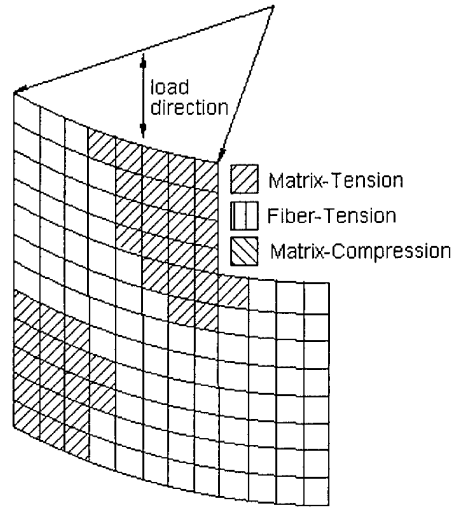 load
direction
Matrix-Tension
Fiber-Tension
Matrix-Compression